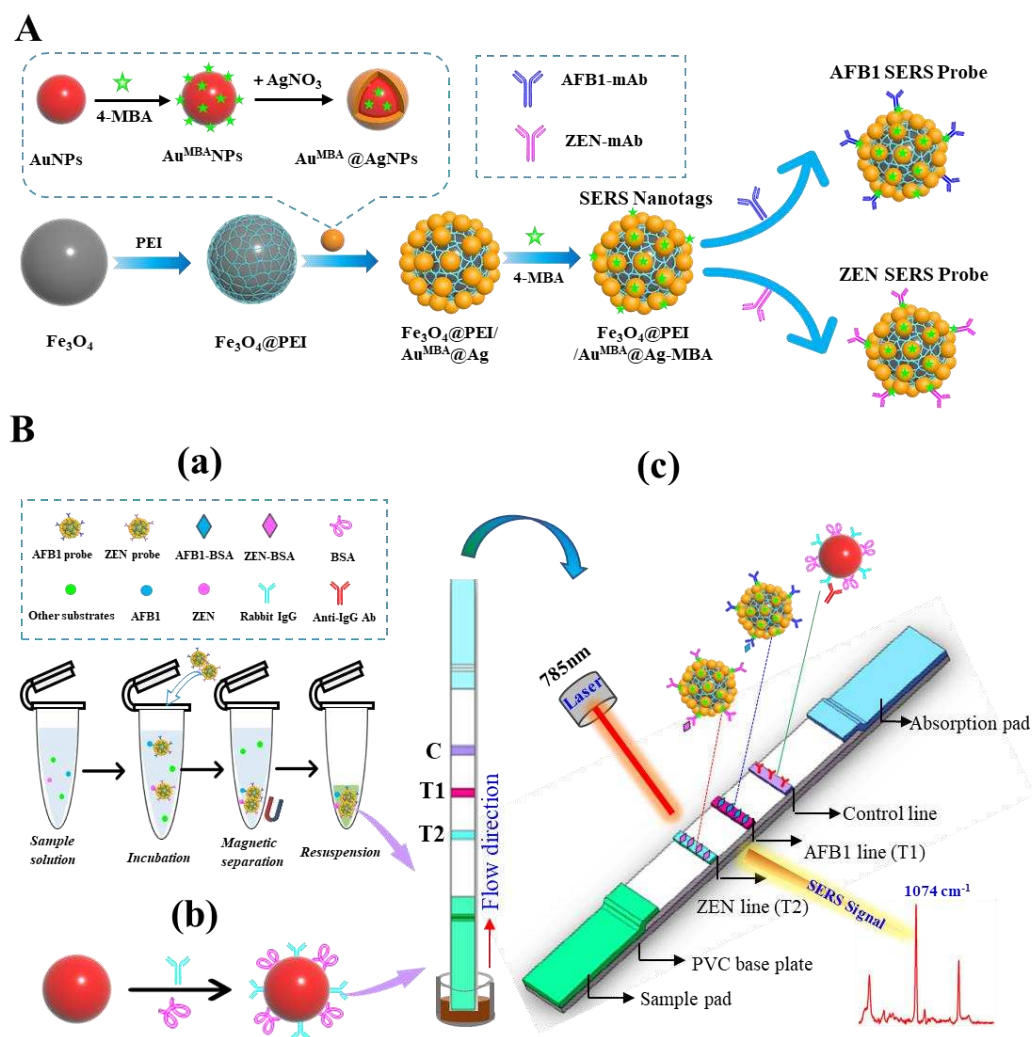 A
4-MBA
+ AgNO₃
AuNPs
Auᴹᴮᴬ NPs
Auᴹᴮᴬ @AgNPs
AFB1-mAb
ZEN-mAb
AFB1 SERS Probe
PEI
SERS Nanotags
4-MBA
ZEN SERS Probe
Fe₃O₄
Fe₃O₄@PEI
Fe₃O₄@PEI/
Auᴹᴮᴬ@Ag
Fe₃O₄@PEI
/Auᴹᴮᴬ@Ag-MBA
B
(a)
AFB1 probe
ZEN probe
AFB1-BSA
ZEN-BSA
BSA
Other substrates
AFB1
ZEN
Rabbit IgG
Anti-IgG Ab
Sample
solution
Incubation
Magnetic
separation
Resuspension
(b)
C
T1
T2
Flow direction
(c)
785nm
Laser
Absorption pad
Control line
AFB1 line (T1)
ZEN line (T2)
PVC base plate
Sample pad
SERS Signal
1074 cm⁻¹